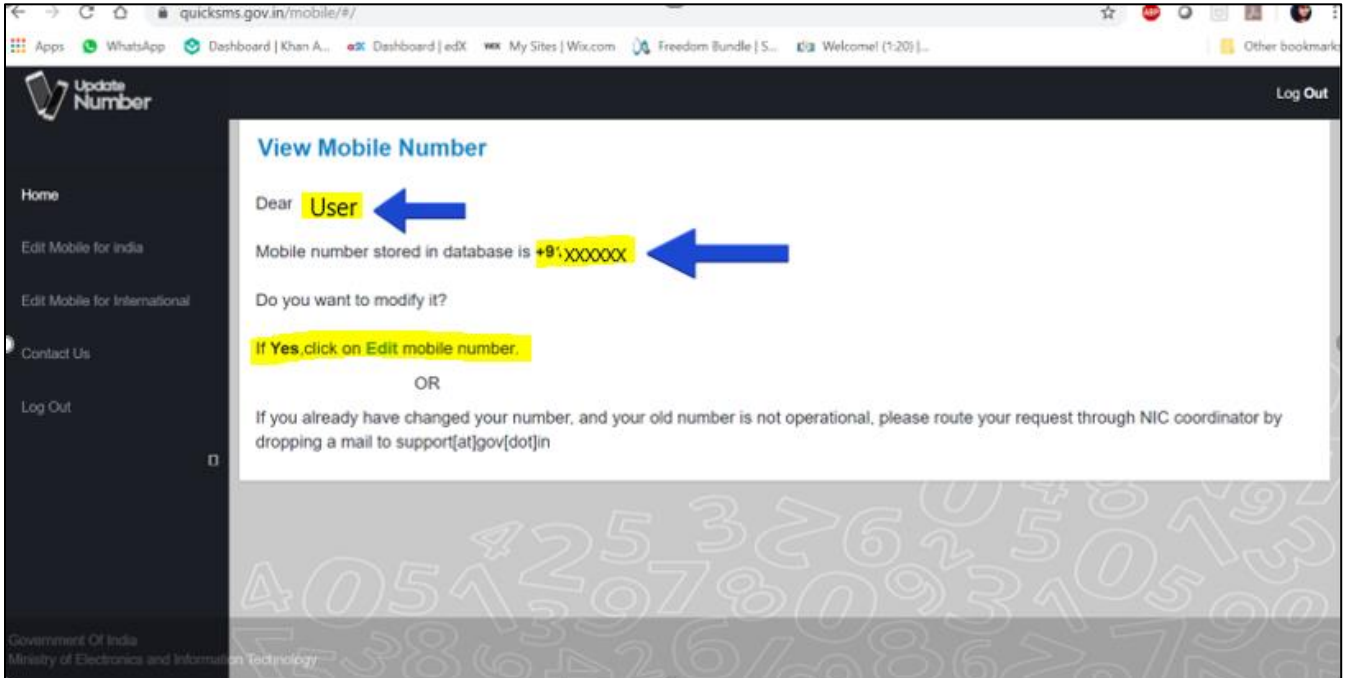 quicksms.gov.in/mobile/#/
ABP
Apps WhatsApp Dashboard | Khan A... edX Dashboard | edX WIX My Sites | Wix.com Freedom Bundle | S... Welcome! (1:20) |... Other bookmarks
Update
Number
Log Out
View Mobile Number
Home
Dear User
Edit Mobile for india
Mobile number stored in database is +91XXXXXX
Edit Mobile for International
Do you want to modify it?
Contact Us
If Yes,click on Edit mobile number.
OR
Log Out
If you already have changed your number, and your old number is not operational, please route your request through NIC coordinator by
dropping a mail to support[at]gov[dot]in
Government Of India
Ministry of Electronics and Information Technology